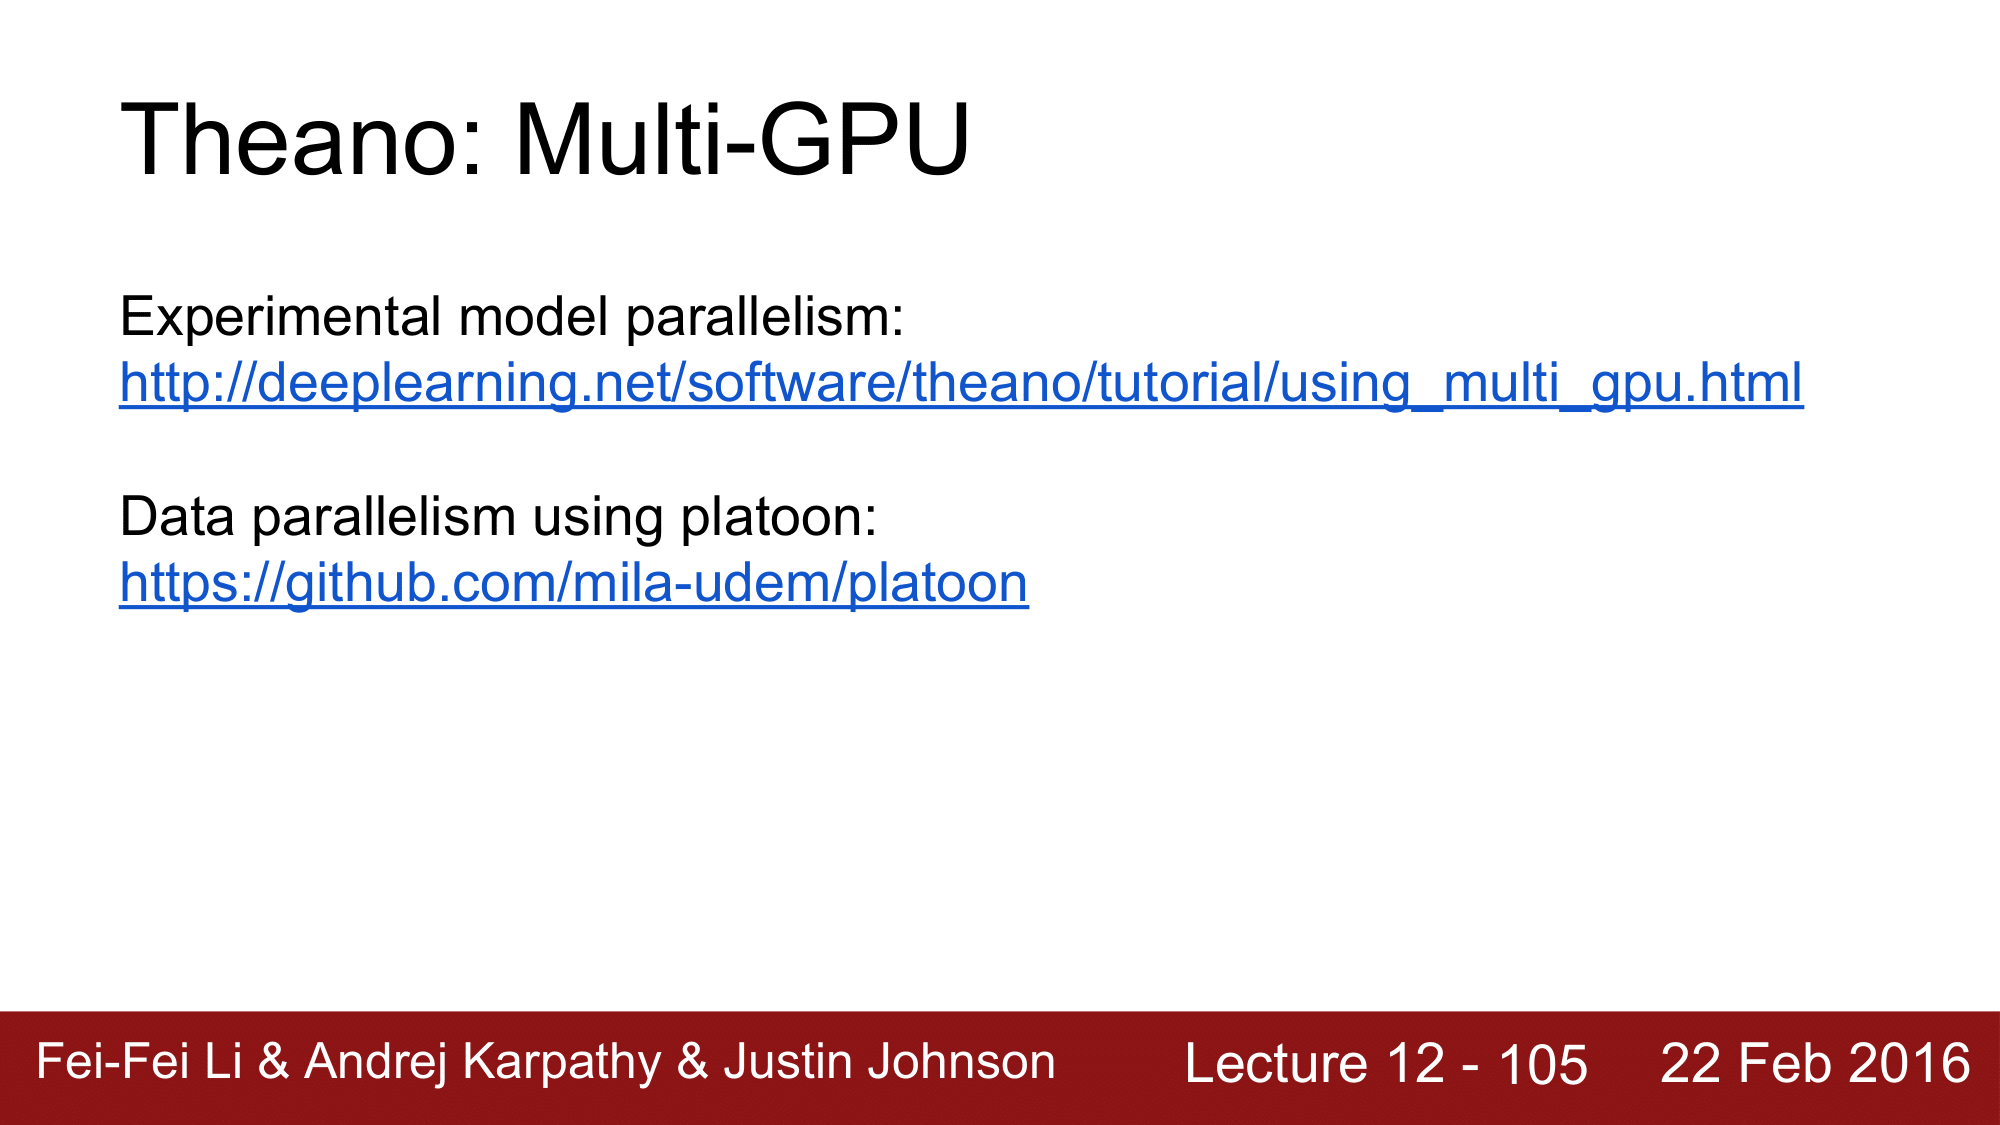 Theano: Multi-GPU
Experimental model parallelism:
http://deeplearning.net/software/theano/tutorial/using_multi_gpu.html
Data parallelism using platoon:
https://github.com/mila-udem/platoon
Fei-Fei Li & Andrej Karpathy & Justin Johnson Lecture 12 - 105 22 Feb 2016